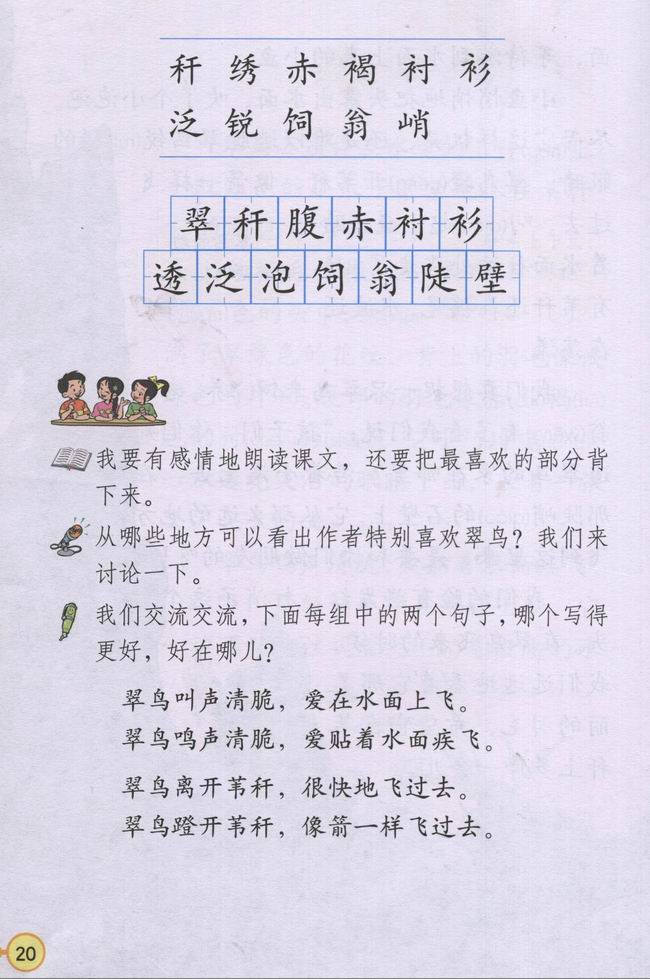 秆 绣 赤 褐 衬 衫
泛 锐 饲 翁 峭
翠 秆 腹 赤 衬 衫
透 泛 泡 饲 翁 陡 壁
我要有感情地朗读课文，还要把最喜欢的部分背
下来。
从哪些地方可以看出作者特别喜欢翠鸟？我们来
讨论一下。
我们交流交流，下面每组中的两个句子，哪个写得
更好，好在哪儿？
翠鸟叫声清脆，爱在水面上飞。
翠鸟鸣声清脆，爱贴着水面疾飞。
翠鸟离开苇秆，很快地飞过去。
翠鸟蹬开苇秆，像箭一样飞过去。
20